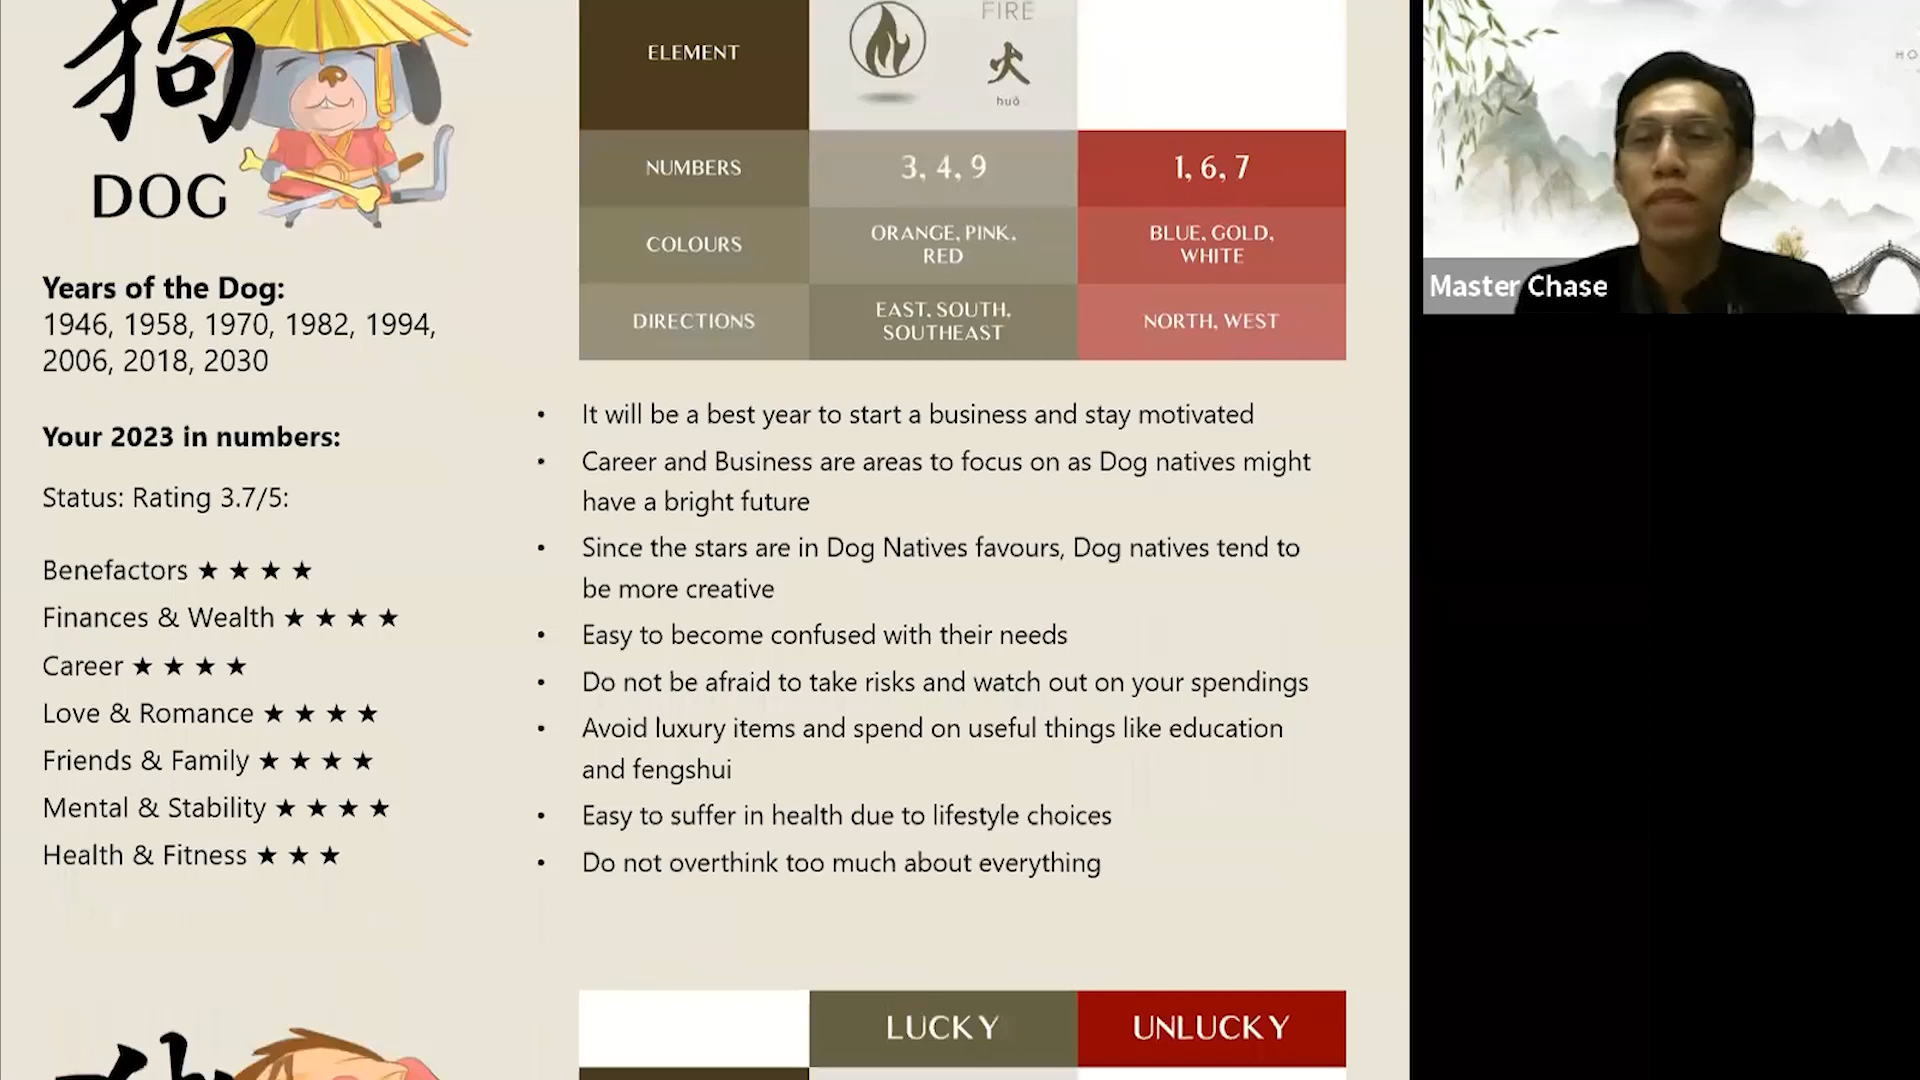 狗
DOG
Years of the Dog:
1946, 1958, 1970, 1982, 1994,
2006, 2018, 2030
Your 2023 in numbers:
Status: Rating 3.7/5:
Benefactors ★ ★ ★ ★
Finances & Wealth ★ ★ ★ ★
Career ★ ★ ★ ★
Love & Romance ★ ★ ★ ★
Friends & Family ★ ★ ★ ★
Mental & Stability ★ ★ ★ ★
Health & Fitness ★ ★ ★
ELEMENT
FIRE
火
huǒ
NUMBERS
3, 4, 9
1, 6, 7
COLOURS
ORANGE, PINK,
RED
BLUE, GOLD,
WHITE
DIRECTIONS
EAST, SOUTH,
SOUTHEAST
NORTH, WEST
• It will be a best year to start a business and stay motivated
• Career and Business are areas to focus on as Dog natives might
have a bright future
• Since the stars are in Dog Natives favours, Dog natives tend to
be more creative
• Easy to become confused with their needs
• Do not be afraid to take risks and watch out on your spendings
• Avoid luxury items and spend on useful things like education
and fengshui
• Easy to suffer in health due to lifestyle choices
• Do not overthink too much about everything
LUCKY
UNLUCKY
HO
Master Chase